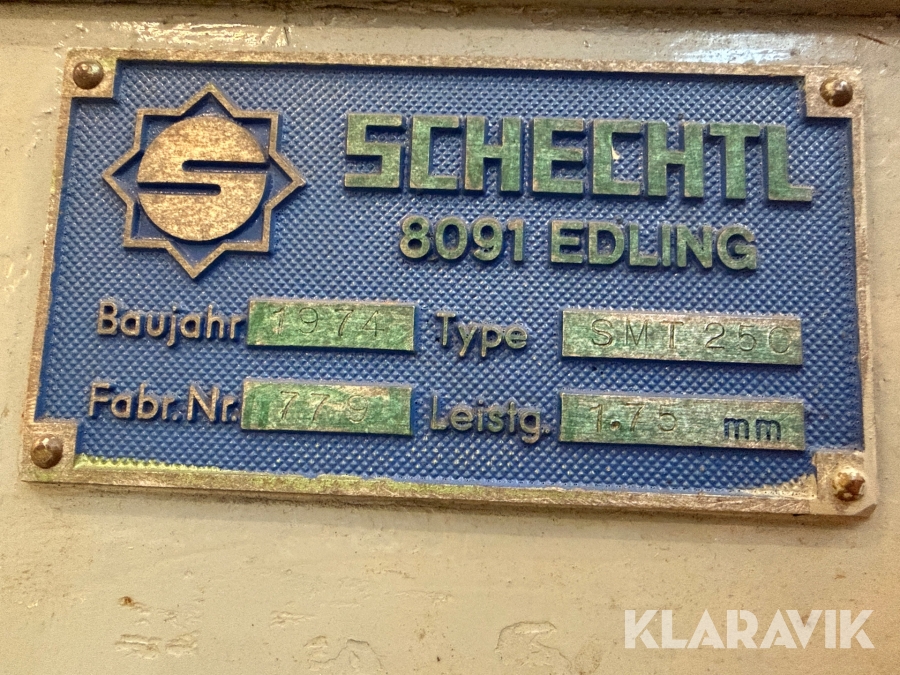 S
SCHECHTL
8091 EDLING
Baujahr 1974 Type SMT 250
Fabr. Nr. 779 Leistg. 1.75 mm
KLARAVIK